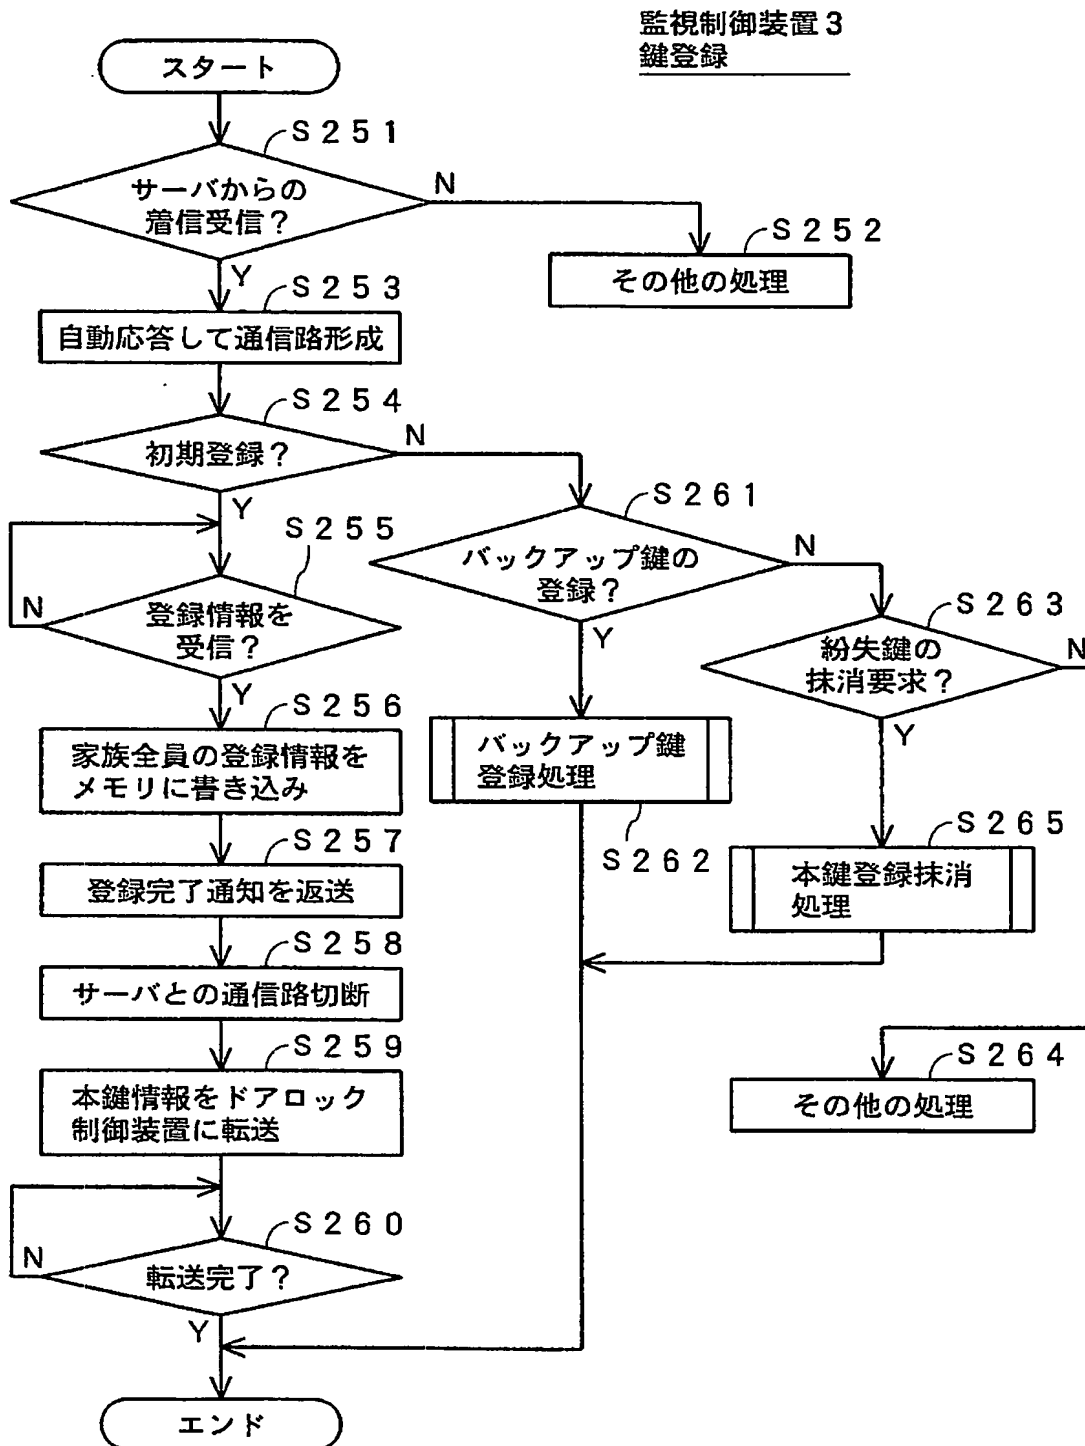 監視制御装置3
鍵登録
スタート
S251
サーバからの
着信受信?
N
S252
その他の処理
Y
S253
自動応答して通信路形成
S254
初期登録?
N
Y
S261
バックアップ鍵の
登録?
N
S255
登録情報を
受信?
N
Y
Y
S263
紛失鍵の
抹消要求?
N
Y
S256
家族全員の登録情報を
メモリに書き込み
バックアップ鍵
登録処理
S262
S257
登録完了通知を返送
S265
本鍵登録抹消
処理
S258
サーバとの通信路切断
S259
本鍵情報をドアロック
制御装置に転送
S264
その他の処理
S260
転送完了?
N
Y
エンド